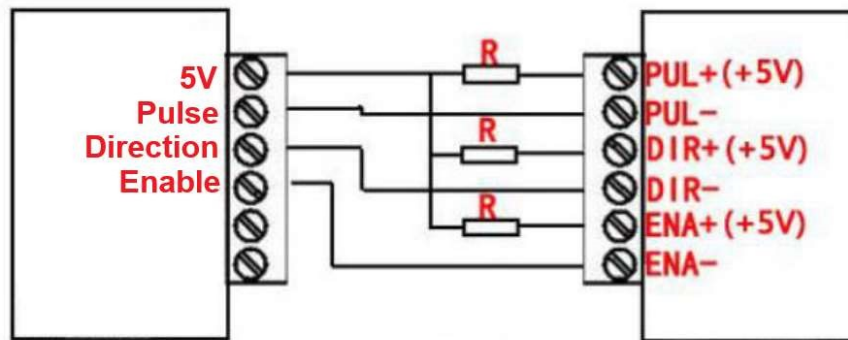 5V
Pulse
Direction
Enable
R
R
R
PUL+(+5V)
PUL-
DIR+(+5V)
DIR-
ENA+(+5V)
ENA-